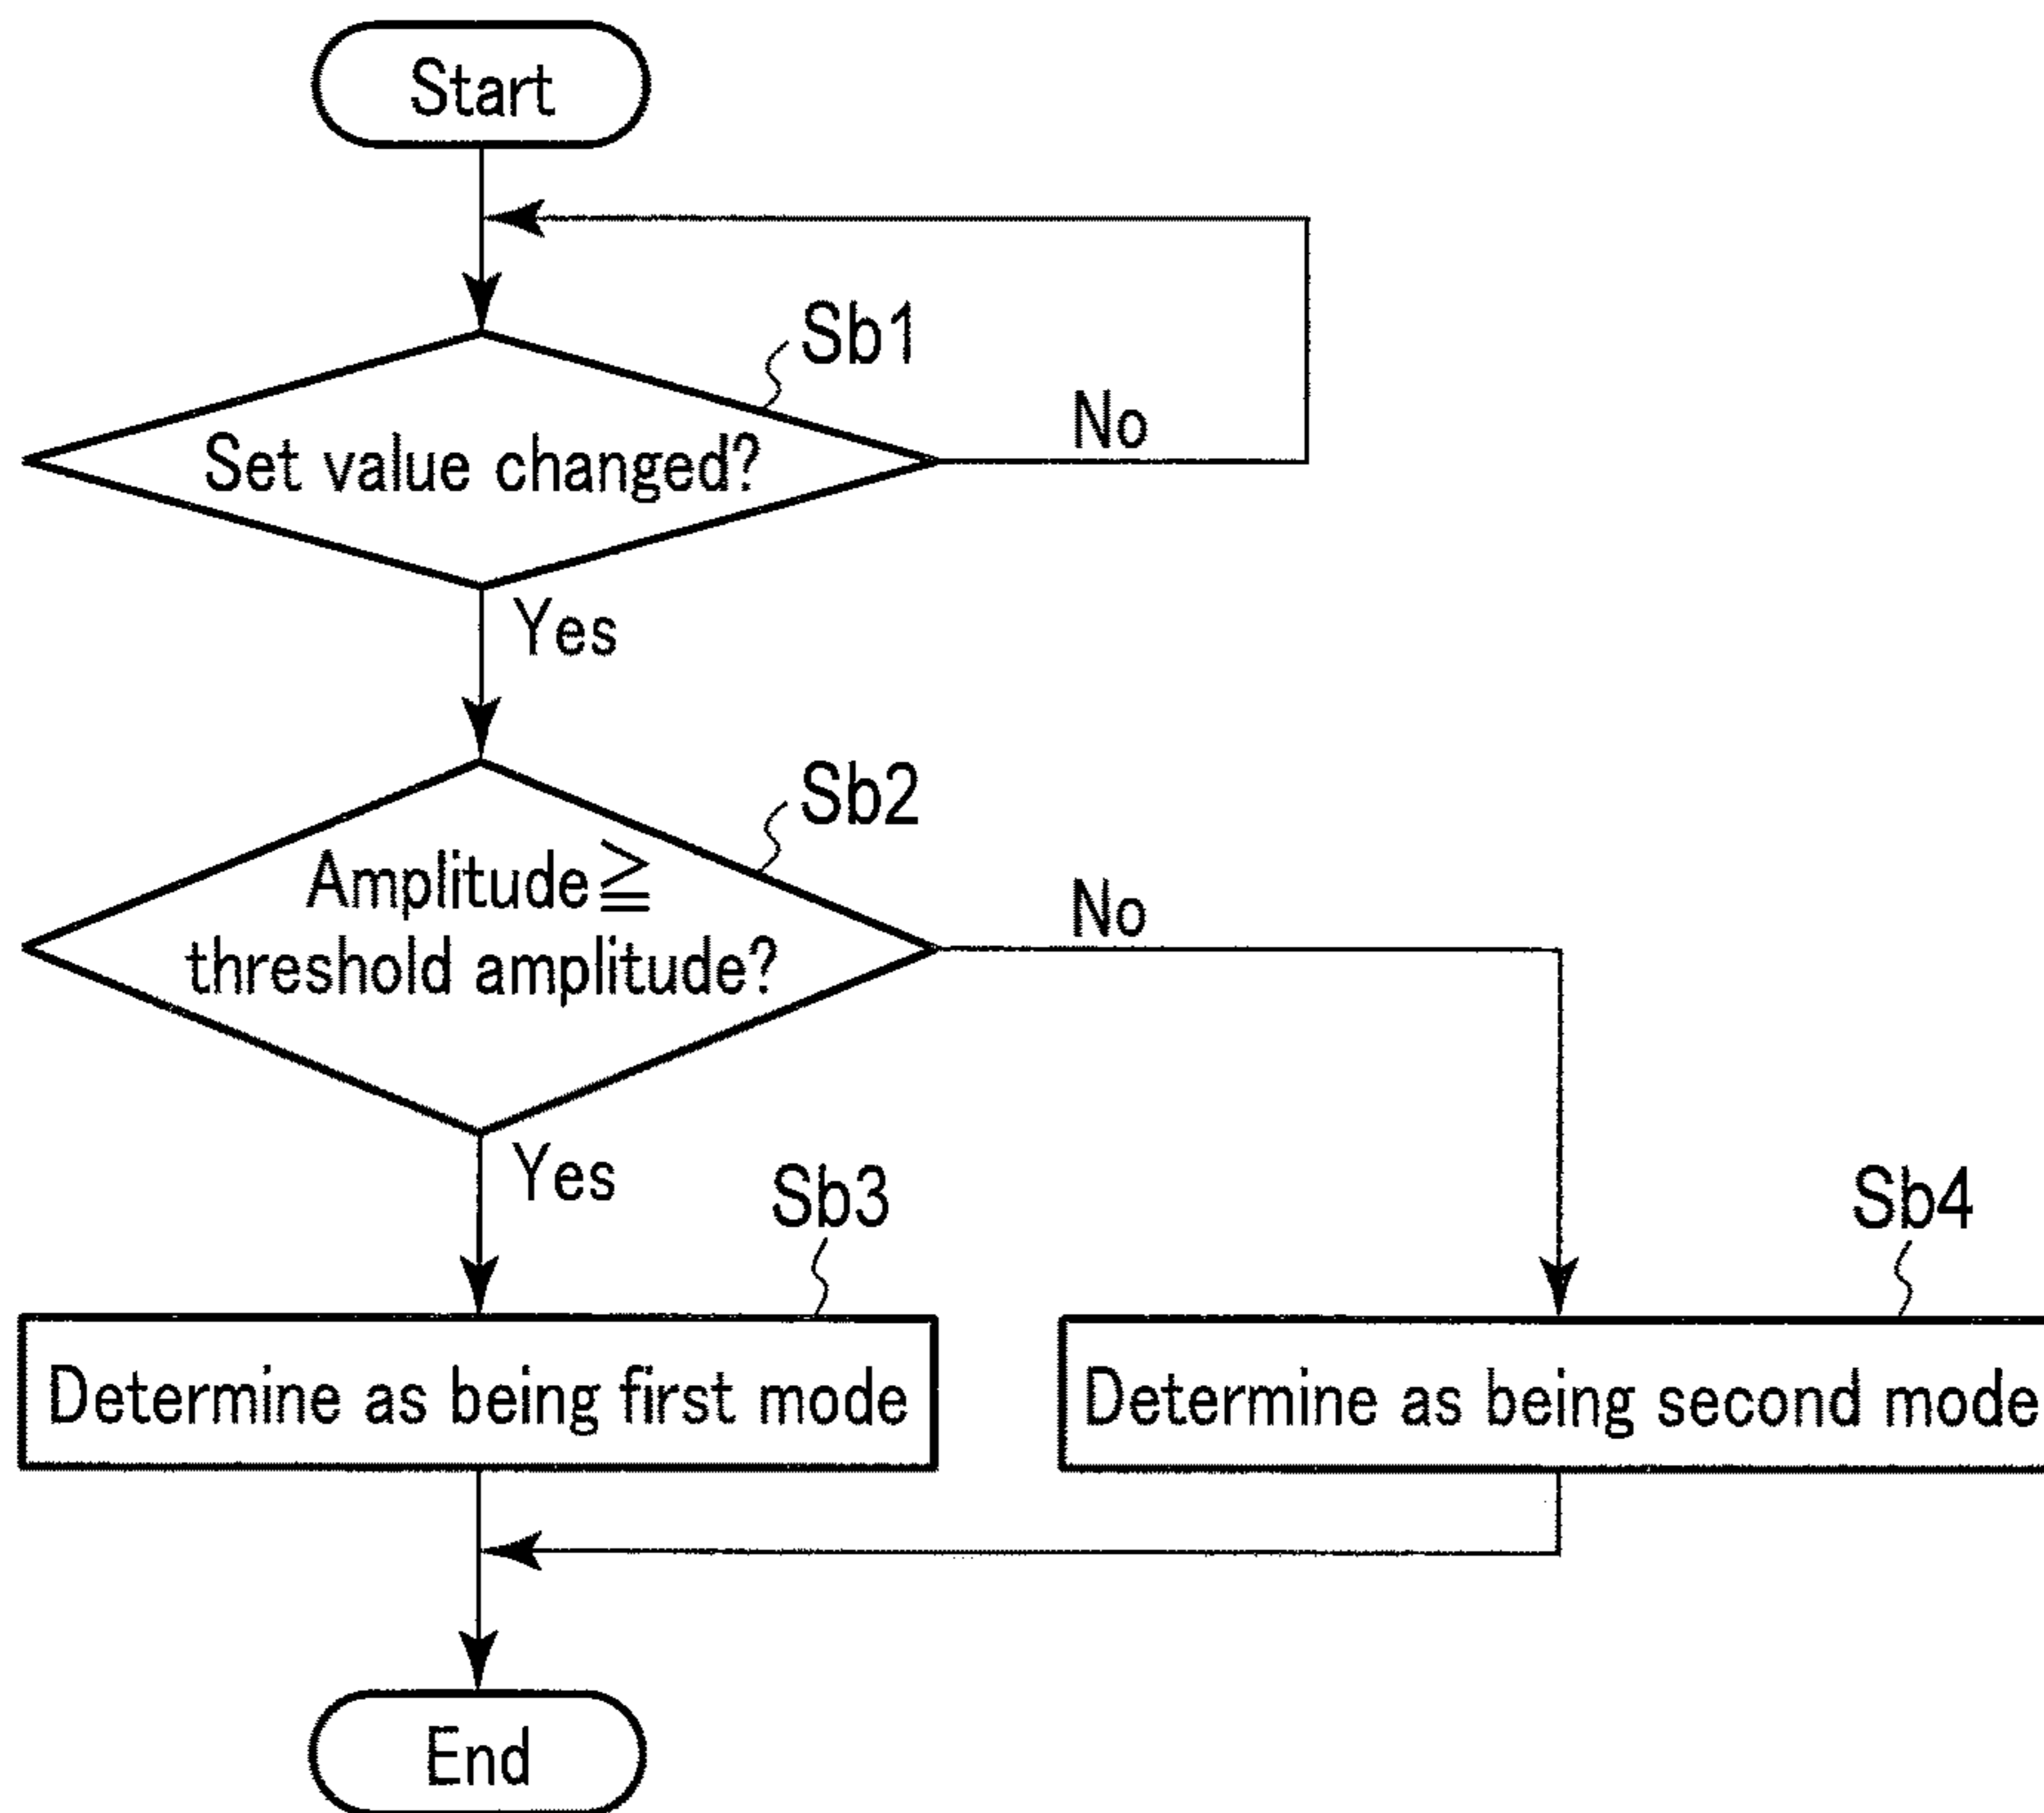 Start
Sb1
Set value changed?
No
Yes
Sb2
Amplitude≧
threshold amplitude?
No
Yes
Sb3
Determine as being first mode
Sb4
Determine as being second mode
End